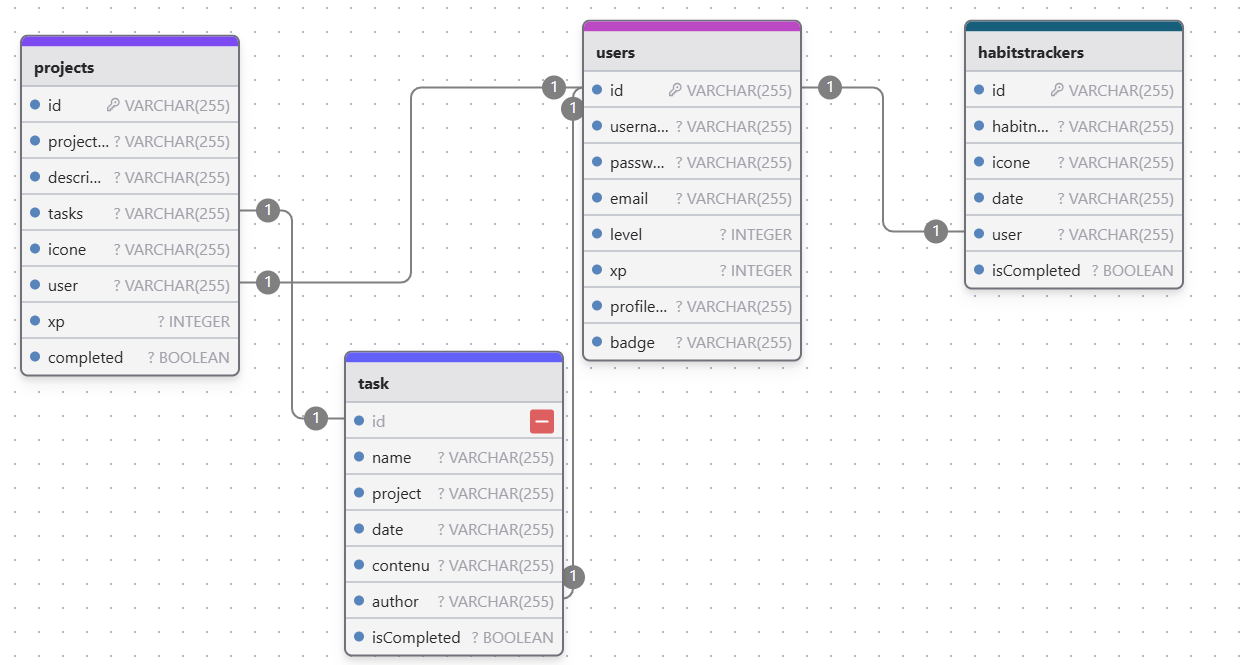 projects
id VARCHAR(255)
project... ? VARCHAR(255)
descri... ? VARCHAR(255)
tasks ? VARCHAR(255)
icone ? VARCHAR(255)
user ? VARCHAR(255)
xp ? INTEGER
completed ? BOOLEAN
1
1
task
1
id
name ? VARCHAR(255)
project ? VARCHAR(255)
date ? VARCHAR(255)
contenu ? VARCHAR(255)
author ? VARCHAR(255)
isCompleted ? BOOLEAN
1
1
1
users
id VARCHAR(255)
userna... ? VARCHAR(255)
passw... ? VARCHAR(255)
email ? VARCHAR(255)
level ? INTEGER
xp ? INTEGER
profile... ? VARCHAR(255)
badge ? VARCHAR(255)
1
1
habitstrackers
id VARCHAR(255)
habitn... ? VARCHAR(255)
icone ? VARCHAR(255)
date ? VARCHAR(255)
user ? VARCHAR(255)
isCompleted ? BOOLEAN